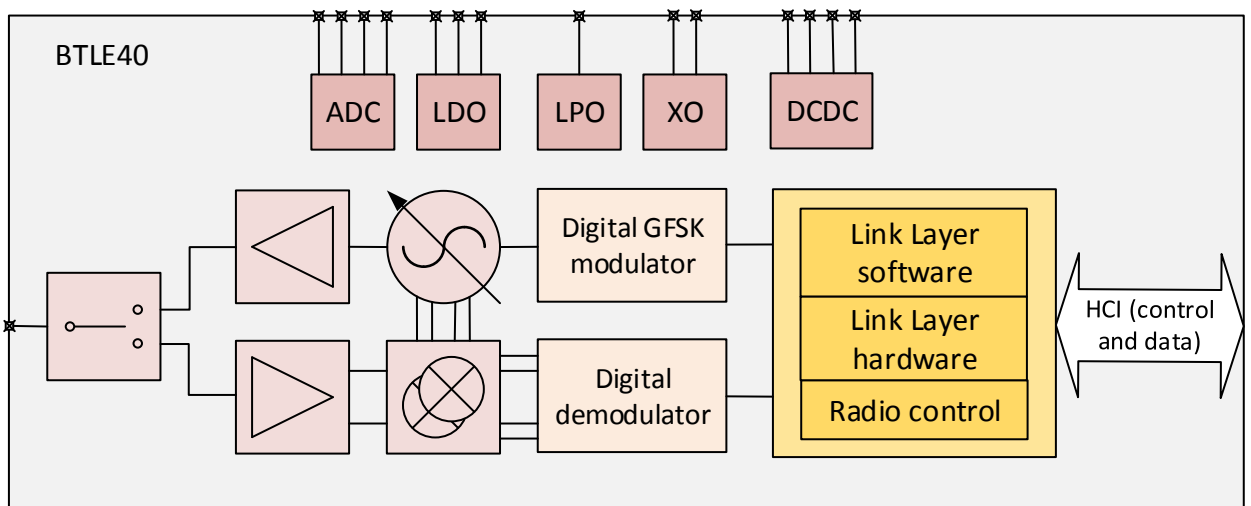 BTLE40
ADC
LDO
LPO
XO
DCDC
Digital GFSK
modulator
Link Layer
software
Link Layer
hardware
Radio control
HCI (control
and data)
Digital
demodulator